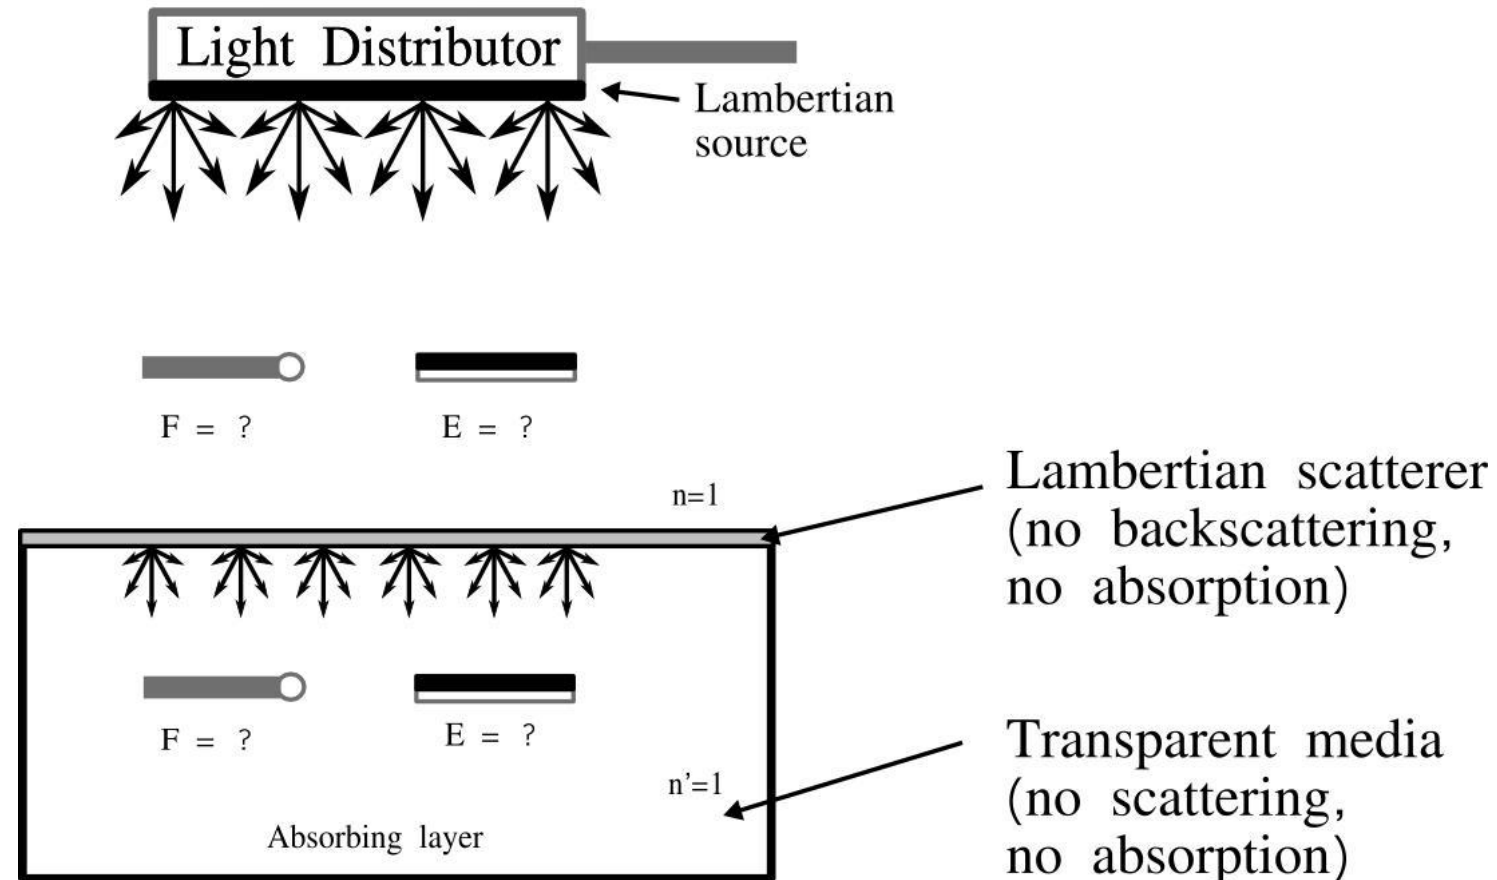 Light Distributor
Lambertian
source
F = ?
E = ?
n=1
Lambertian scatterer
(no backscattering,
no absorption)
F = ?
E = ?
n'=1
Absorbing layer
Transparent media
(no scattering,
no absorption)